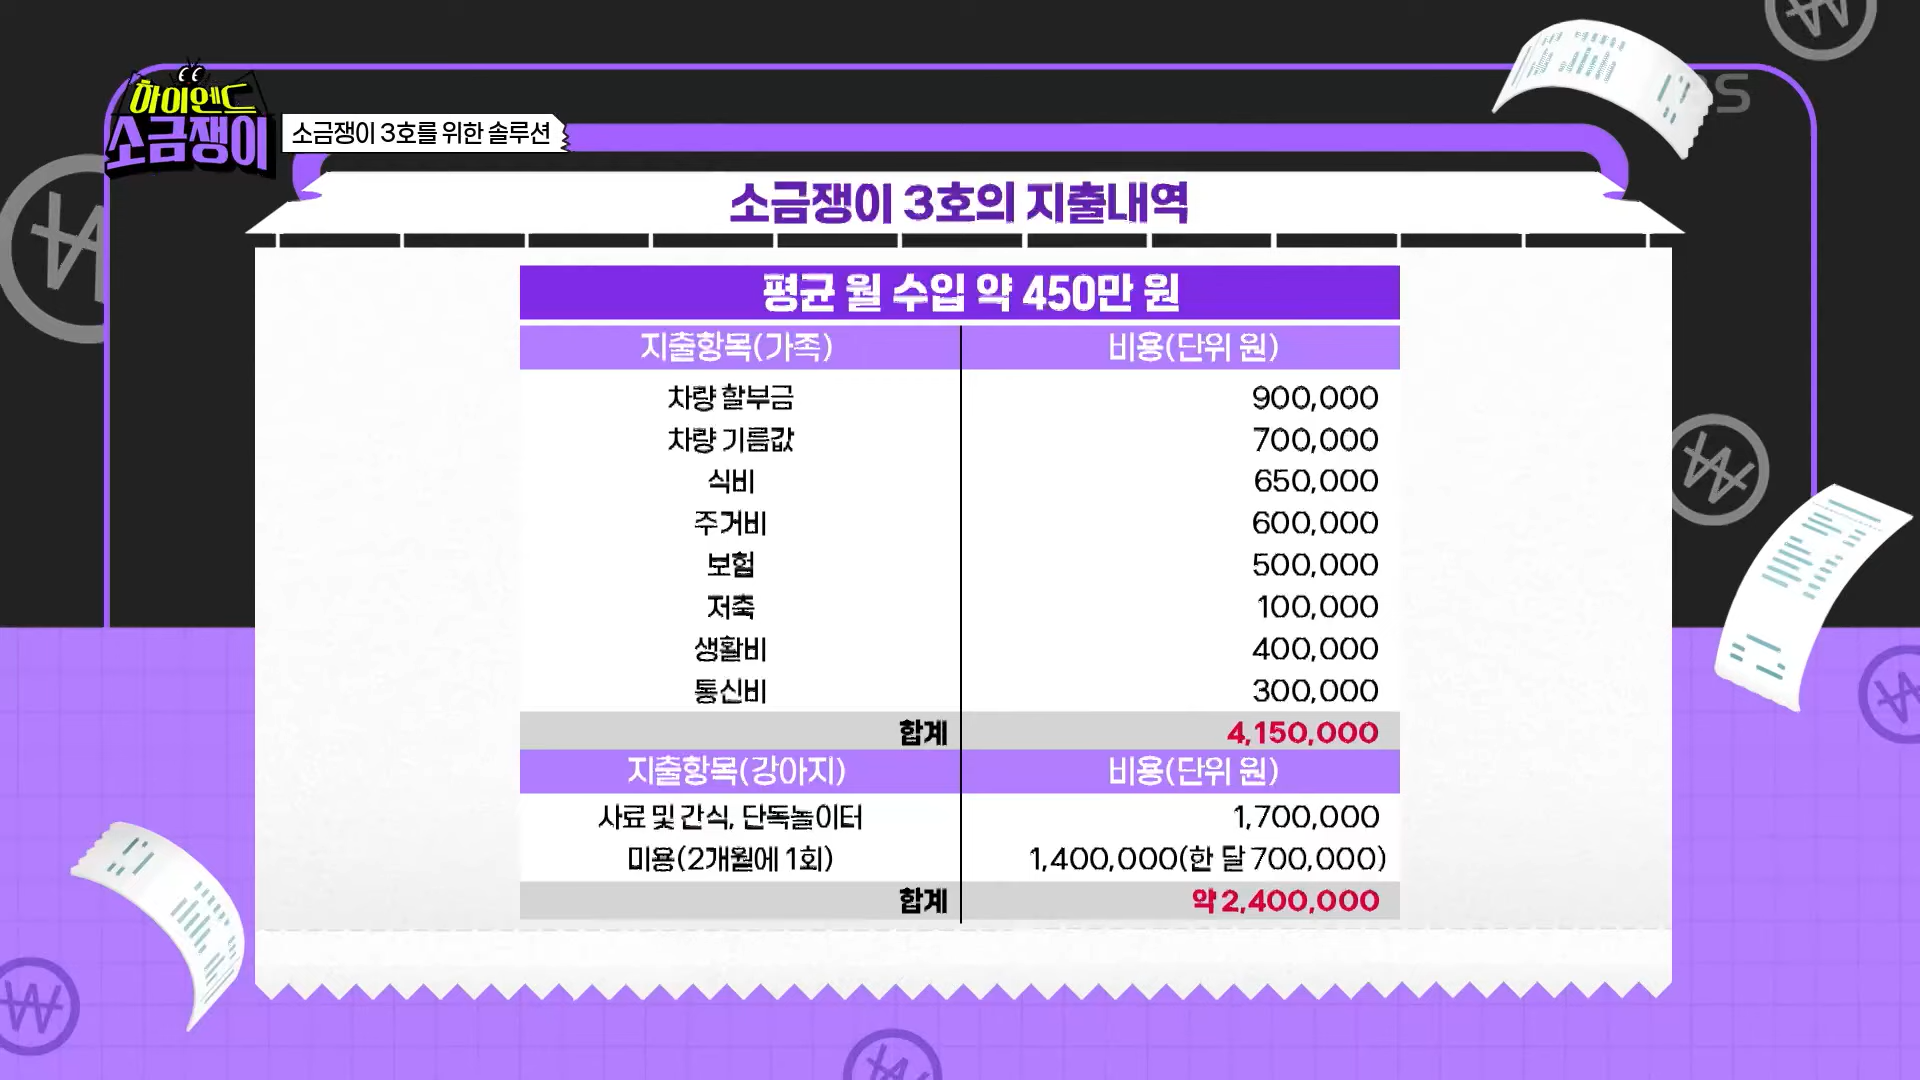 하이엔드
소금쟁이
소금쟁이 3호를 위한 솔루션
소금쟁이 3호의 지출내역
평균 월 수입 약 450만 원
지출항목(가족) 비용(단위 원)
차량 할부금 900,000
차량 기름값 700,000
식비 650,000
주거비 600,000
보험 500,000
저축 100,000
생활비 400,000
통신비 300,000
합계 4,150,000
지출항목(강아지) 비용(단위 원)
사료 및 간식, 단독놀이터 1,700,000
미용(2개월에 1회) 1,400,000(한 달 700,000)
합계 약 2,400,000